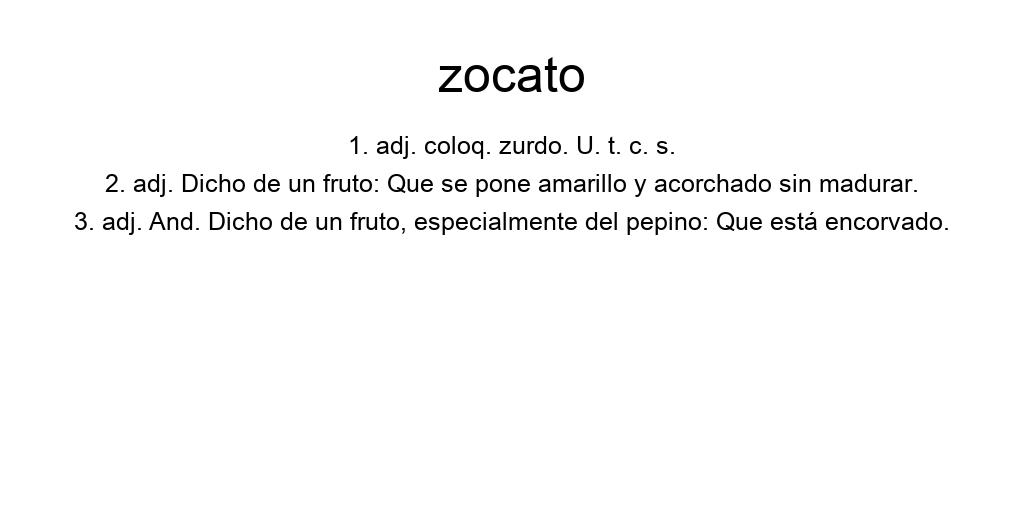 zocato
1. adj. coloq. zurdo. U. t. c. s.
2. adj. Dicho de un fruto: Que se pone amarillo y acorchado sin madurar.
3. adj. And. Dicho de un fruto, especialmente del pepino: Que está encorvado.